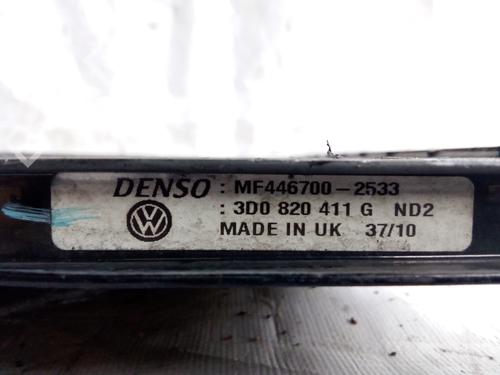 DENSO : MF446700-2533
: 3D0 820 411 G ND2
MADE IN UK 37/10